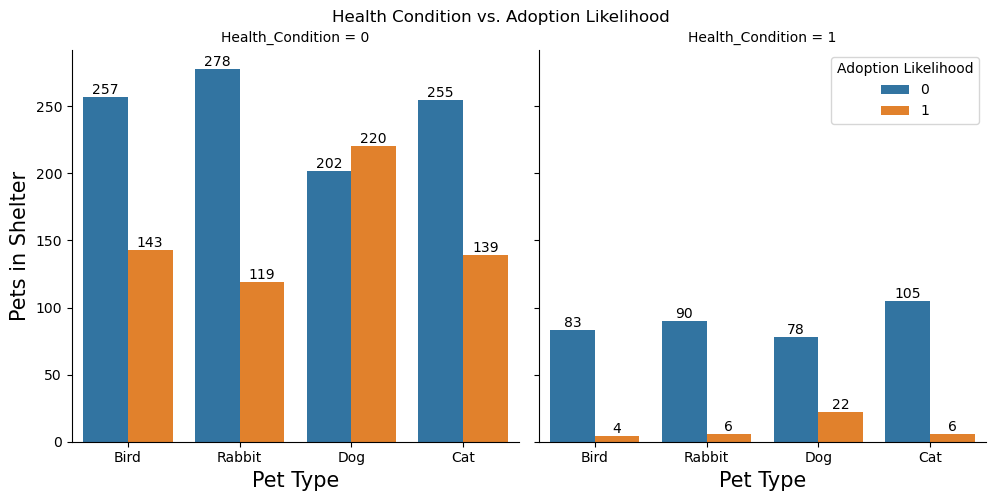 Health Condition vs. Adoption Likelihood
Health_Condition = 0
Health_Condition = 1
Pets in Shelter
250
200
150
100
50
0
257
143
278
119
202
220
255
139
Bird
Rabbit
Dog
Cat
Pet Type
Adoption Likelihood
0
1
83
4
90
6
78
22
105
6
Bird
Rabbit
Dog
Cat
Pet Type